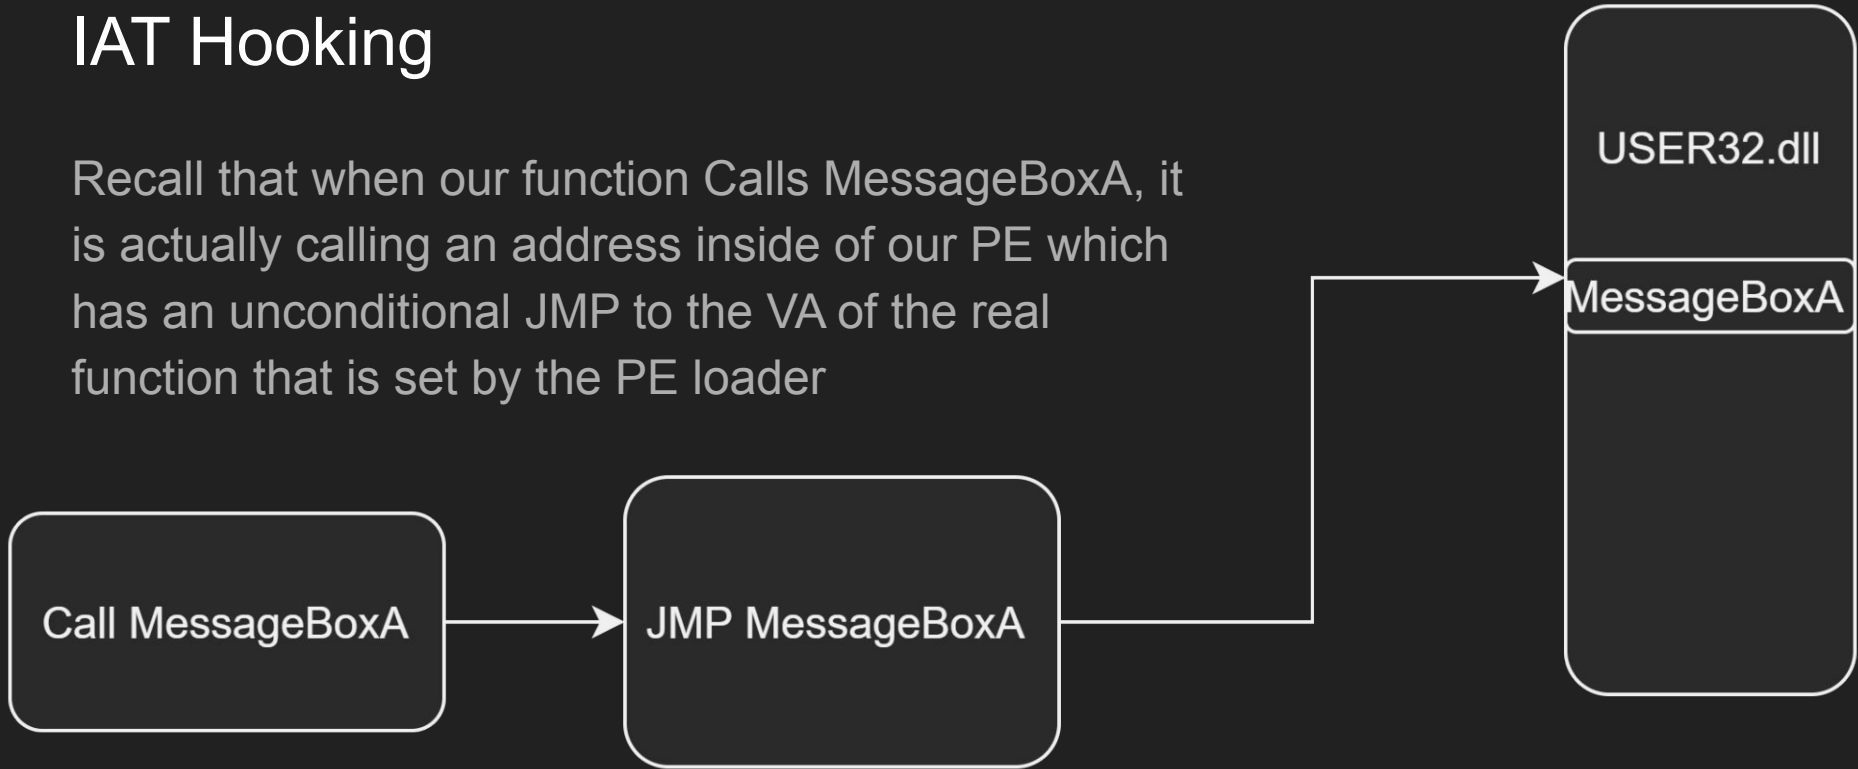 IAT Hooking
Recall that when our function Calls MessageBoxA, it
is actually calling an address inside of our PE which
has an unconditional JMP to the VA of the real
function that is set by the PE loader
USER32.dll
MessageBoxA
Call MessageBoxA
JMP MessageBoxA